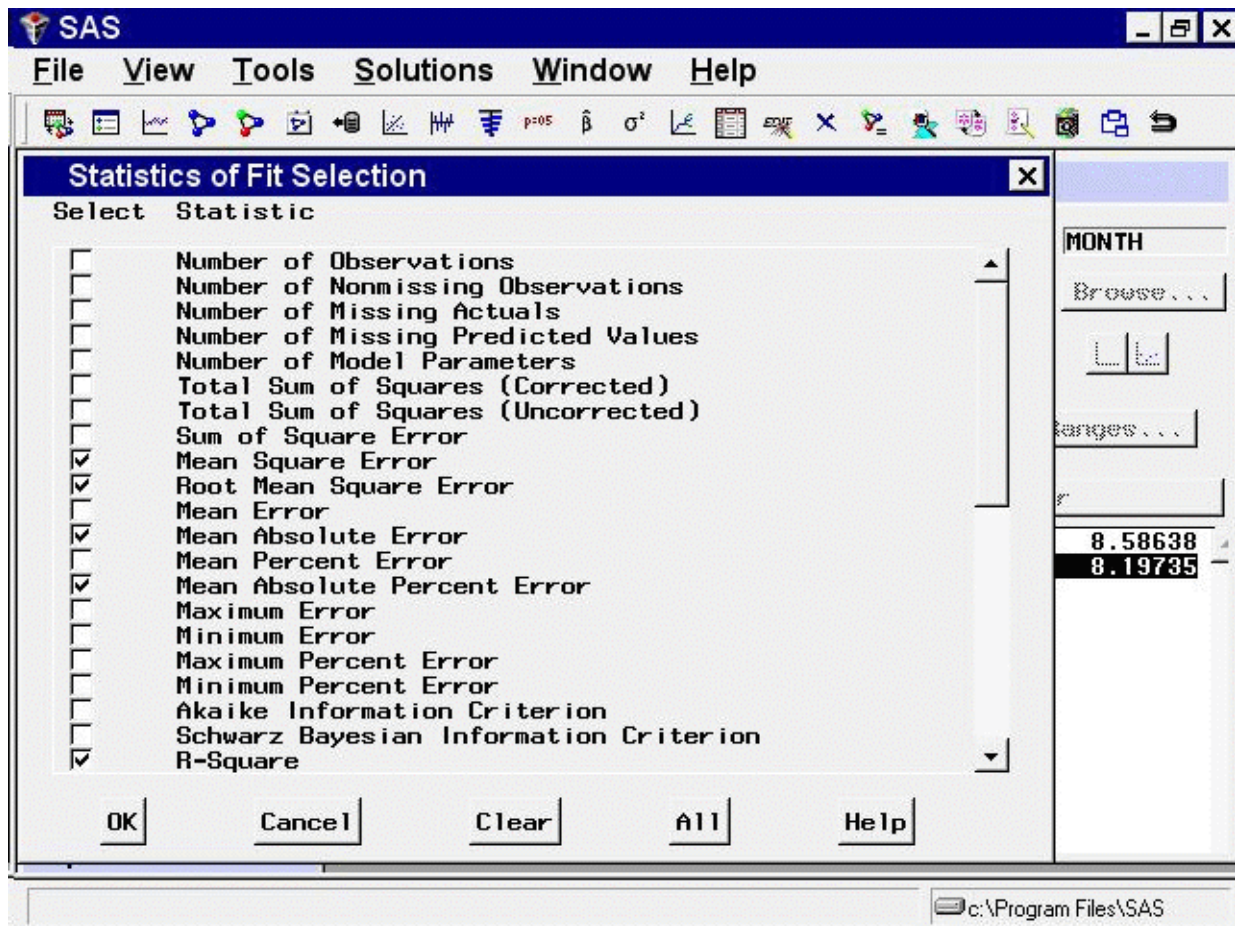 SAS
File View Tools Solutions Window Help
p=05 β̂ σ²
Statistics of Fit Selection
Select Statistic
Number of Observations
Number of Nonmissing Observations
Number of Missing Actuals
Number of Missing Predicted Values
Number of Model Parameters
Total Sum of Squares (Corrected)
Total Sum of Squares (Uncorrected)
Sum of Square Error
Mean Square Error
Root Mean Square Error
Mean Error
Mean Absolute Error
Mean Percent Error
Mean Absolute Percent Error
Maximum Error
Minimum Error
Maximum Percent Error
Minimum Percent Error
Akaike Information Criterion
Schwarz Bayesian Information Criterion
R-Square
OK Cancel Clear All Help
MONTH
Browse...
Ranges...
r
8.58638
8.19735
c:\Program Files\SAS